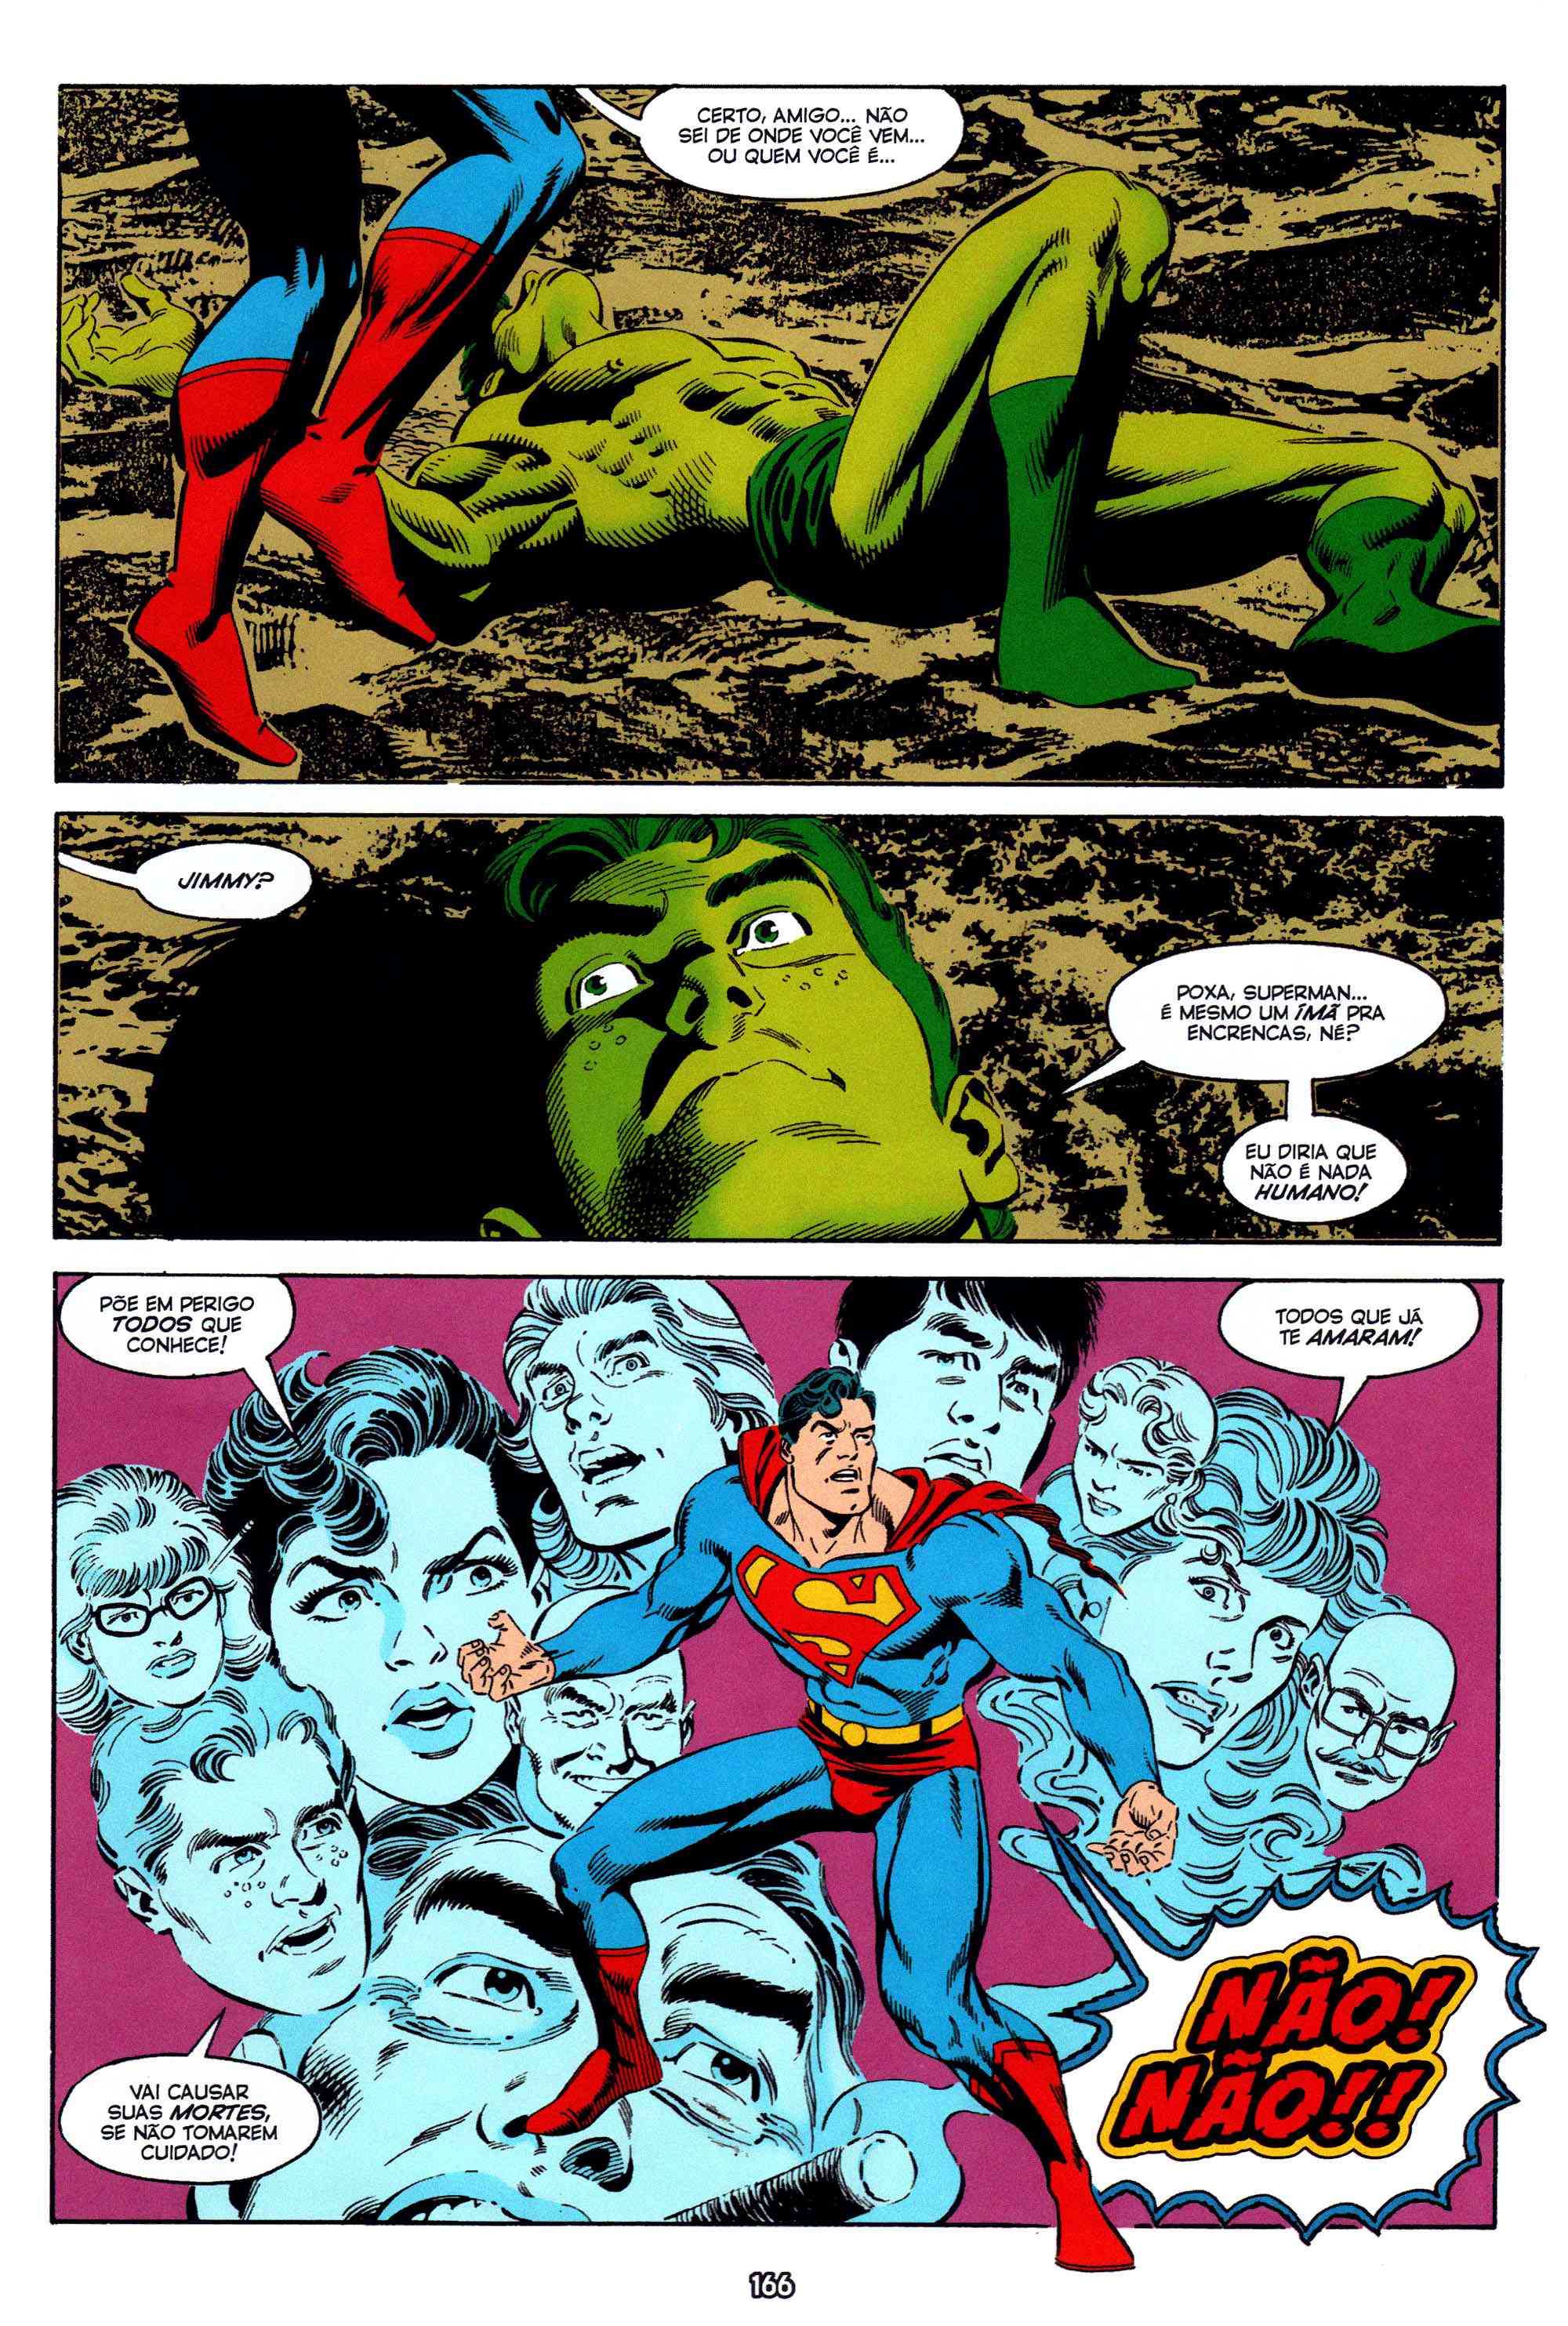 CERTO, AMIGO... NÃO
SEI DE ONDE VOCÊ VEM...
OU QUEM VOCÊ É...
JIMMY?
POXA, SUPERMAN...
É MESMO UM ÍMÃ PRA
ENCRENCAS, NÉ?
EU DIRIA QUE
NÃO É NADA
HUMANO!
PÕE EM PERIGO
TODOS QUE
CONHECE!
TODOS QUE JÁ
TE AMARAM!
VAI CAUSAR
SUAS MORTES,
SE NÃO TOMAREM
CUIDADO!
NÃO!
NÃO!!
166